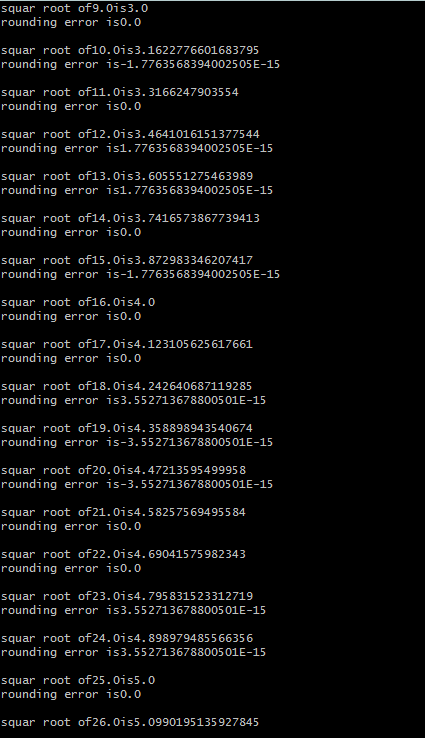 squar root of9.0is3.0
rounding error is0.0
squar root of10.0is3.1622776601683795
rounding error is-1.7763568394002505E-15
squar root of11.0is3.3166247903554
rounding error is0.0
squar root of12.0is3.4641016151377544
rounding error is1.7763568394002505E-15
squar root of13.0is3.605551275463989
rounding error is1.7763568394002505E-15
squar root of14.0is3.7416573867739413
rounding error is0.0
squar root of15.0is3.872983346207417
rounding error is-1.7763568394002505E-15
squar root of16.0is4.0
rounding error is0.0
squar root of17.0is4.123105625617661
rounding error is0.0
squar root of18.0is4.242640687119285
rounding error is3.552713678800501E-15
squar root of19.0is4.358898943540674
rounding error is-3.552713678800501E-15
squar root of20.0is4.47213595499958
rounding error is-3.552713678800501E-15
squar root of21.0is4.58257569495584
rounding error is0.0
squar root of22.0is4.69041575982343
rounding error is0.0
squar root of23.0is4.795831523312719
rounding error is3.552713678800501E-15
squar root of24.0is4.898979485566356
rounding error is3.552713678800501E-15
squar root of25.0is5.0
rounding error is0.0
squar root of26.0is5.0990195135927845